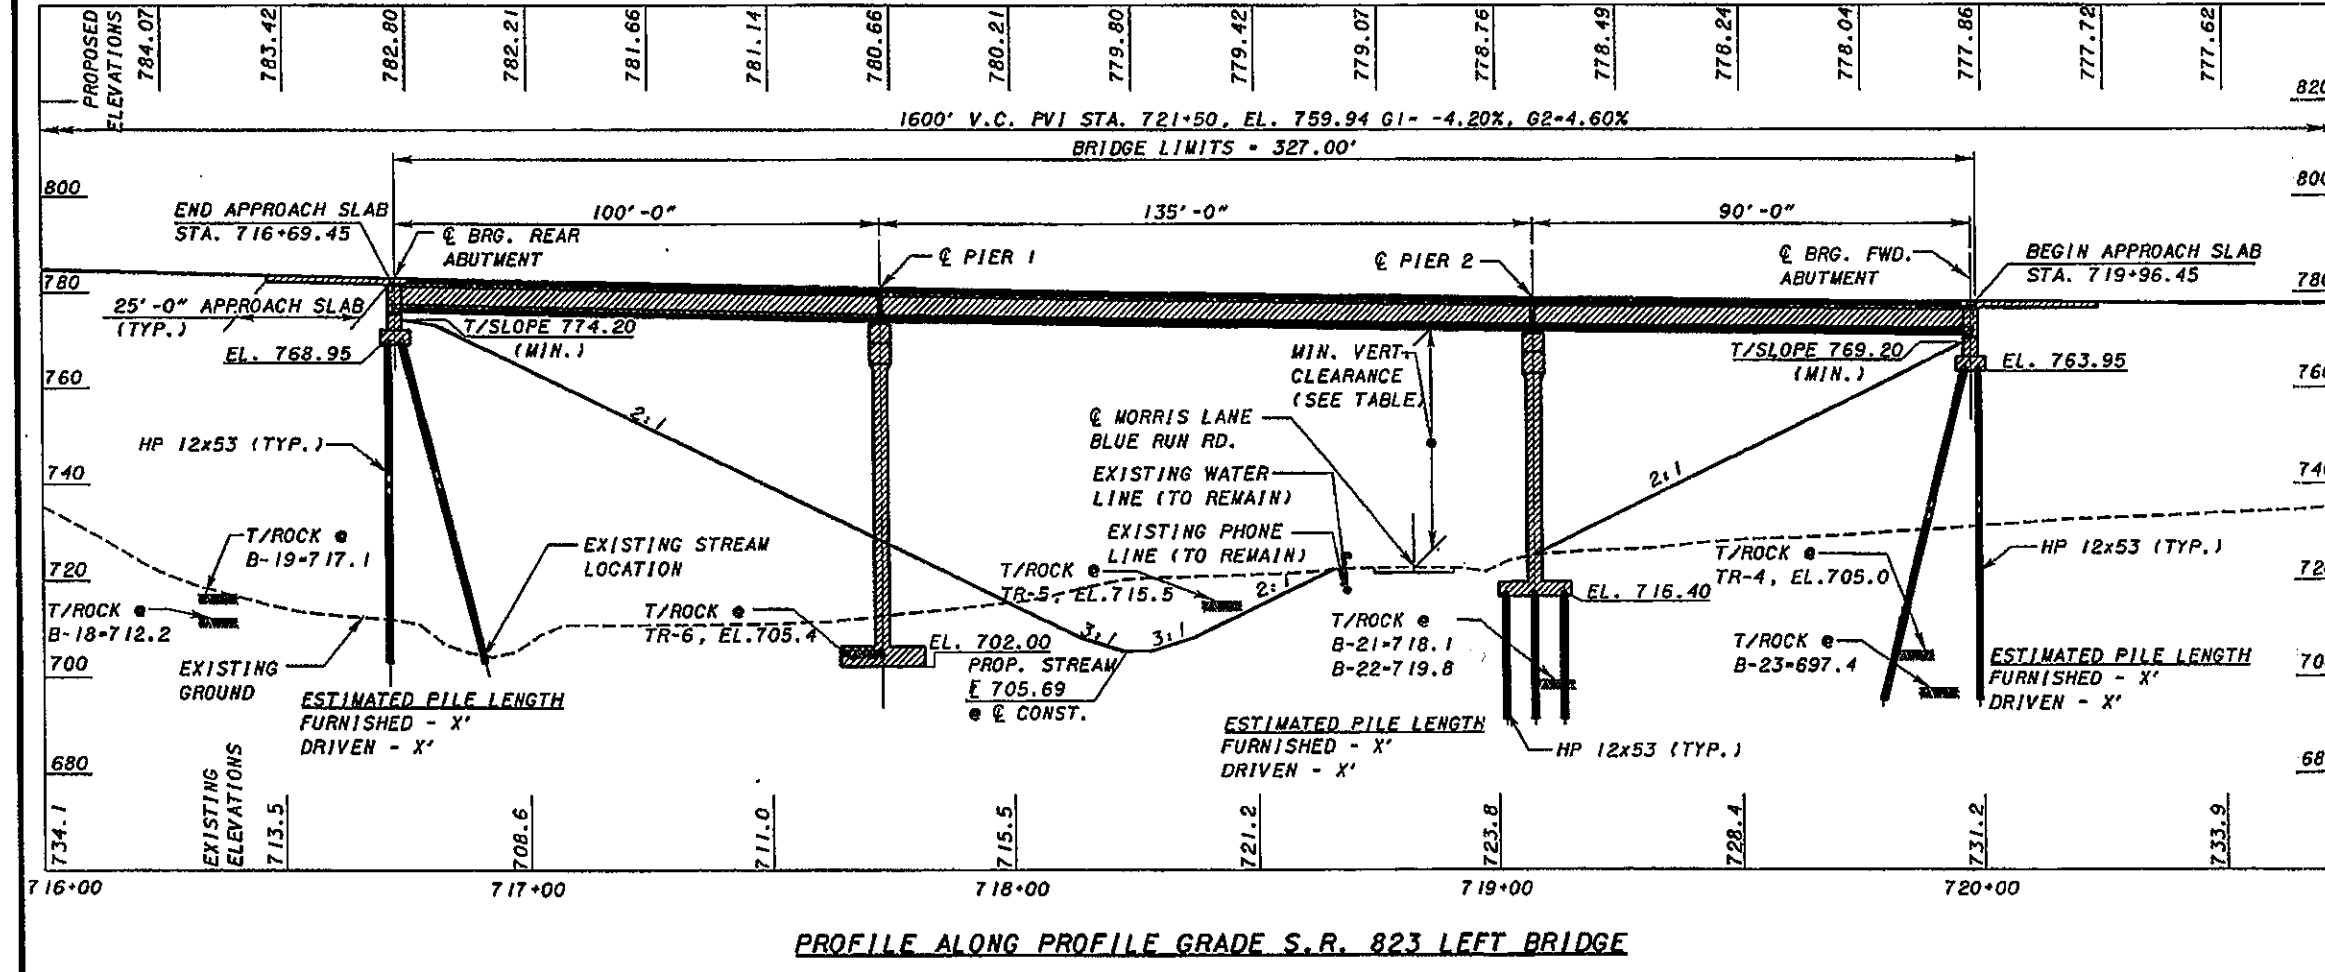 PROPOSED
ELEVATIONS
784.07
783.42
782.80
782.21
781.66
781.14
780.66
780.21
779.80
779.42
779.07
778.76
778.49
778.24
778.04
777.86
777.72
777.62
1600' V.C. PVI STA. 721+50, EL. 759.94 G1= -4.20%, G2=4.60%
BRIDGE LIMITS = 327.00'
800
780
760
740
720
700
680
END APPROACH SLAB
STA. 716+69.45
100'-0"
135'-0"
90'-0"
℄ BRG. REAR
ABUTMENT
℄ PIER 1
℄ PIER 2
℄ BRG. FWD.
ABUTMENT
BEGIN APPROACH SLAB
STA. 719+96.45
25'-0" APPROACH SLAB
(TYP.)
T/SLOPE 774.20
(MIN.)
EL. 768.95
MIN. VERT.
CLEARANCE
(SEE TABLE)
T/SLOPE 769.20
(MIN.)
EL. 763.95
2:1
HP 12x53 (TYP.)
℄ MORRIS LANE
BLUE RUN RD.
EXISTING WATER
LINE (TO REMAIN)
2:1
EXISTING PHONE
LINE (TO REMAIN)
T/ROCK @
B-19=717.1
EXISTING STREAM
LOCATION
T/ROCK @
TR-5, EL.715.5
2:1
T/ROCK @
TR-4, EL.705.0
HP 12x53 (TYP.)
EL. 716.40
T/ROCK @
B-18=712.2
T/ROCK @
TR-6, EL.705.4
3:1
3:1
T/ROCK @
B-21=718.1
B-22=719.8
T/ROCK @
B-23=697.4
EXISTING
GROUND
EL. 702.00
PROP. STREAM
705.69
@ ℄ CONST.
ESTIMATED PILE LENGTH
FURNISHED - X'
DRIVEN - X'
ESTIMATED PILE LENGTH
FURNISHED - X'
DRIVEN - X'
ESTIMATED PILE LENGTH
FURNISHED - X'
DRIVEN - X'
HP 12x53 (TYP.)
EXISTING
ELEVATIONS
734.1
713.5
708.6
711.0
715.5
721.2
723.8
728.4
731.2
733.9
716+00
717+00
718+00
719+00
720+00
PROFILE ALONG PROFILE GRADE S.R. 823 LEFT BRIDGE